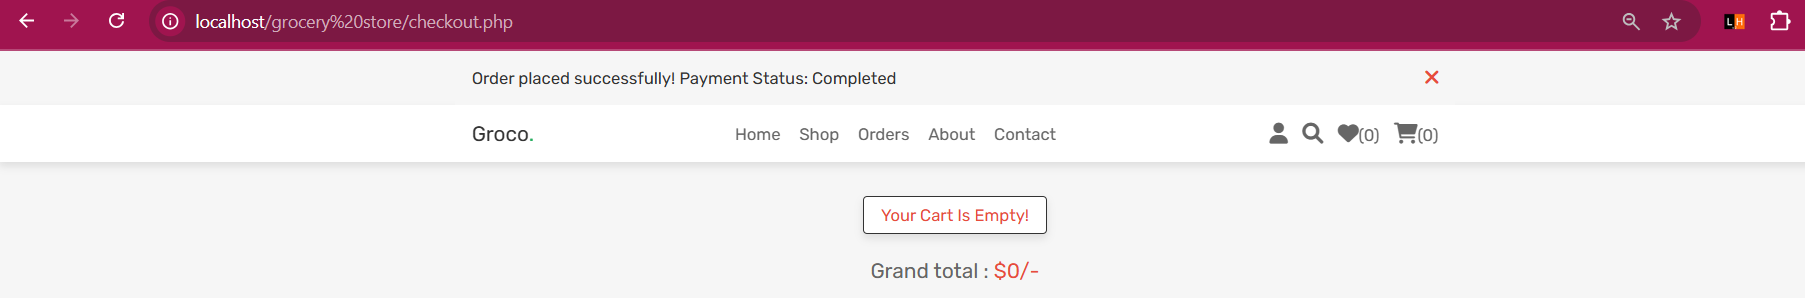 localhost/grocery%20store/checkout.php
L H
Order placed successfully! Payment Status: Completed
Groco. Home Shop Orders About Contact (0) (0)
Your Cart Is Empty!
Grand total : $0/-